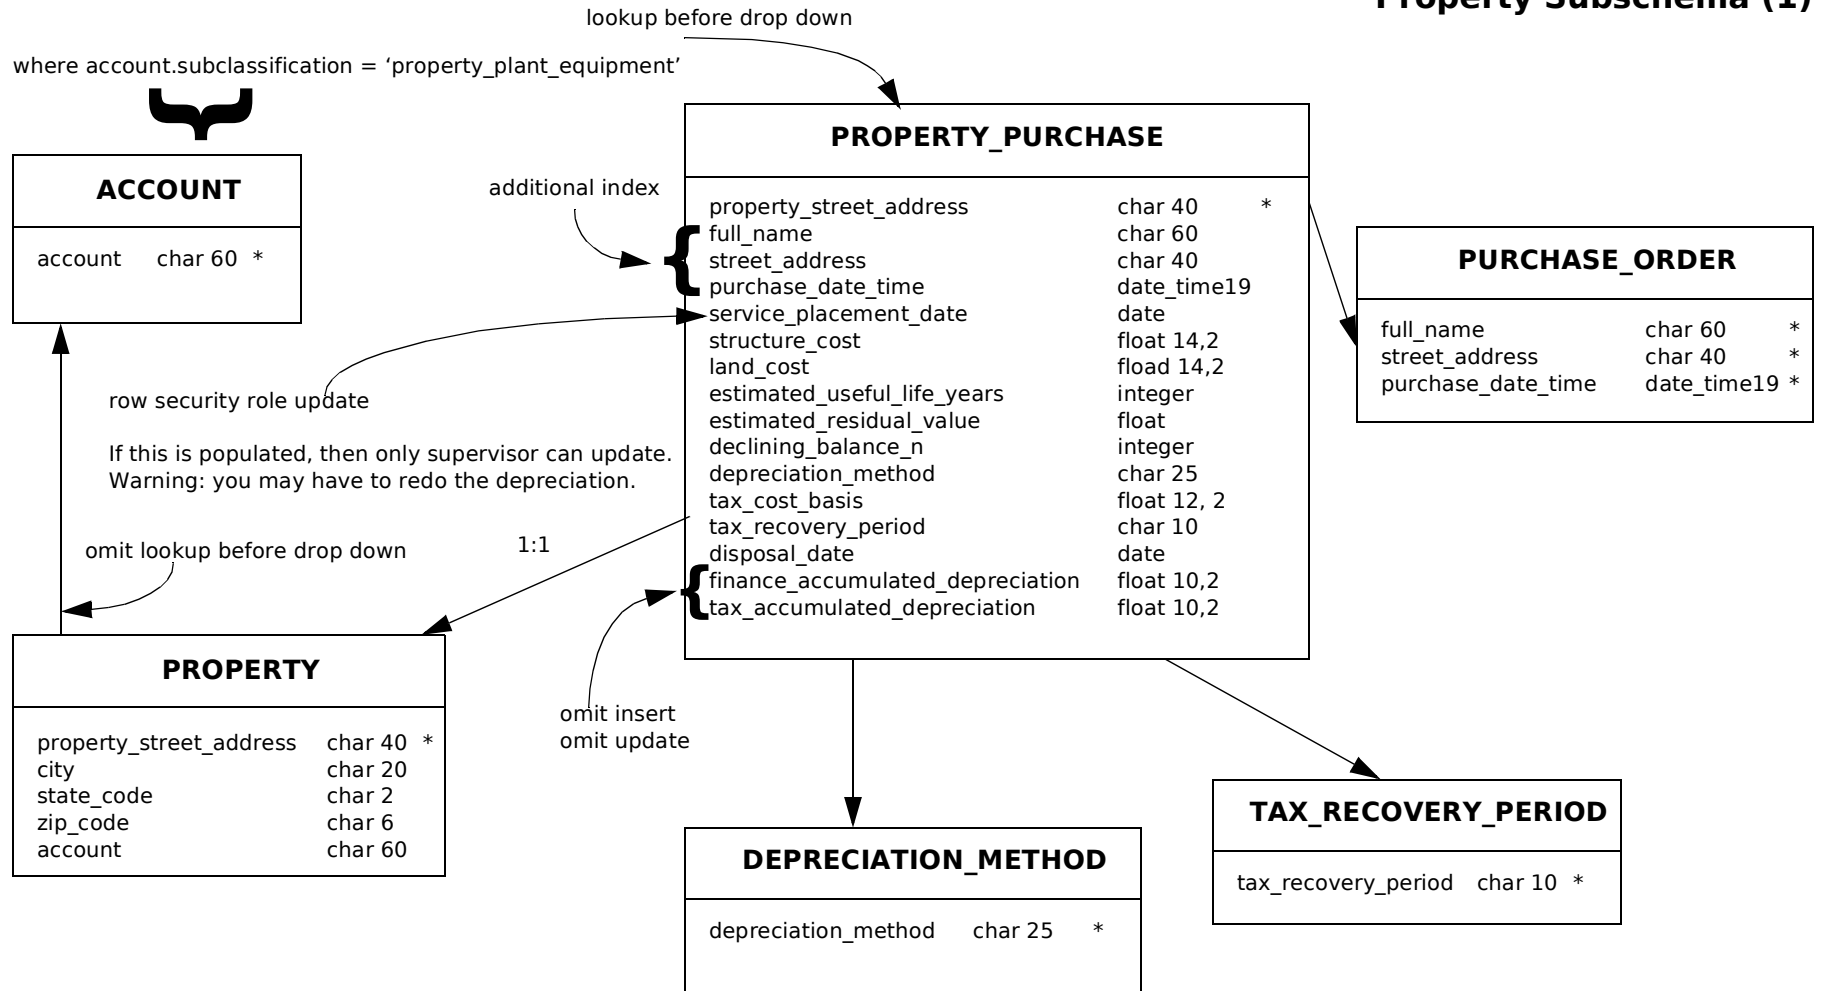 Property Subschema (1)
lookup before drop down
where account.subclassification = ‘property_plant_equipment’
PROPERTY_PURCHASE
property_street_address char 40 *
full_name char 60
street_address char 40
purchase_date_time date_time19
service_placement_date date
structure_cost float 14,2
land_cost fload 14,2
estimated_useful_life_years integer
estimated_residual_value float
declining_balance_n integer
depreciation_method char 25
tax_cost_basis float 12, 2
tax_recovery_period char 10
disposal_date date
finance_accumulated_depreciation float 10,2
tax_accumulated_depreciation float 10,2
ACCOUNT
account char 60 *
additional index
PURCHASE_ORDER
full_name char 60 *
street_address char 40 *
purchase_date_time date_time19 *
row security role update
If this is populated, then only supervisor can update.
Warning: you may have to redo the depreciation.
omit lookup before drop down
1:1
PROPERTY
property_street_address char 40 *
city char 20
state_code char 2
zip_code char 6
account char 60
omit insert
omit update
DEPRECIATION_METHOD
depreciation_method char 25 *
TAX_RECOVERY_PERIOD
tax_recovery_period char 10 *